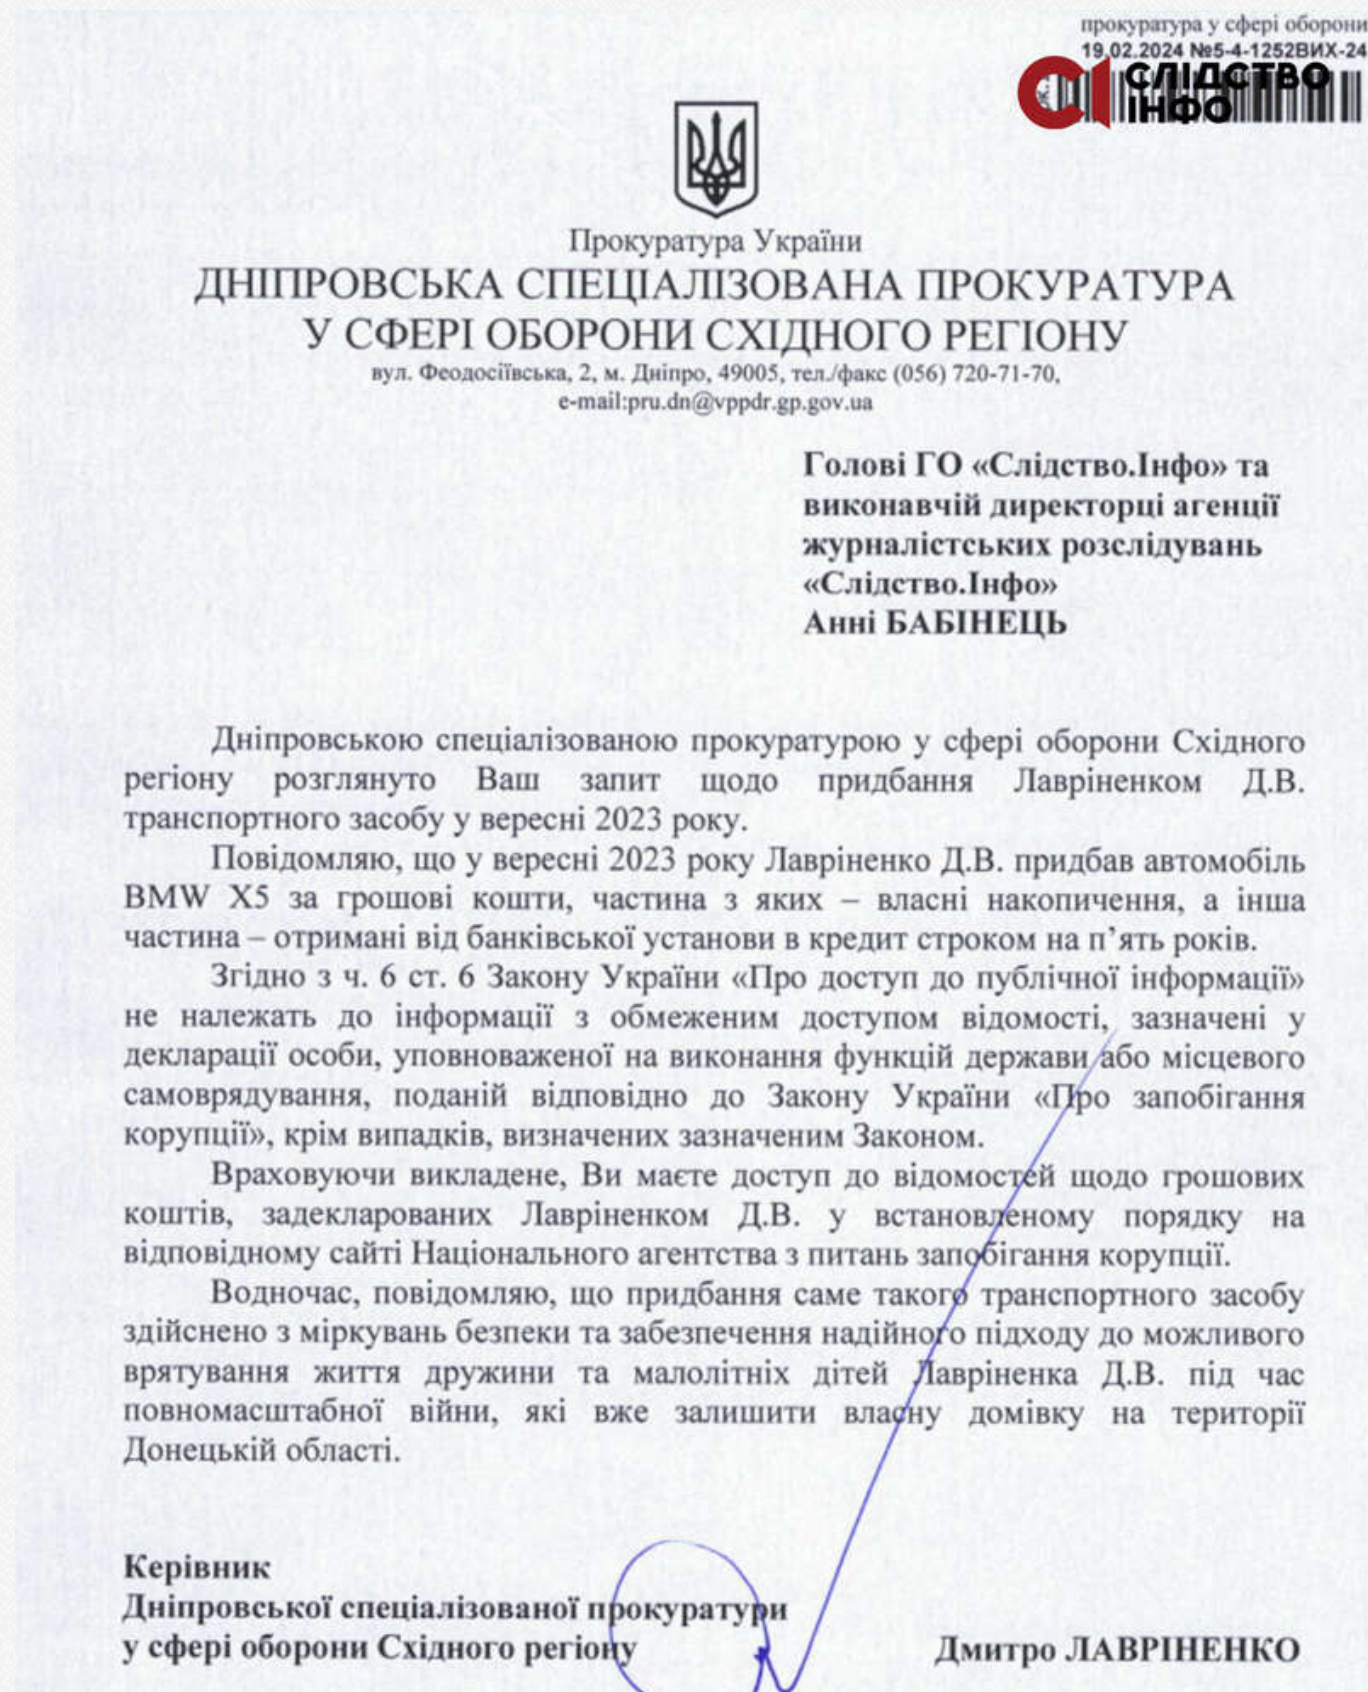 прокуратура у сфері оборони
19.02.2024 №5-4-1252ВИХ-24
СЛІДСТВО
ІНФО
Прокуратура України
ДНІПРОВСЬКА СПЕЦІАЛІЗОВАНА ПРОКУРАТУРА
У СФЕРІ ОБОРОНИ СХІДНОГО РЕГІОНУ
вул. Феодосіївська, 2, м. Дніпро, 49005, тел./факс (056) 720-71-70,
e-mail:pru.dn@vppdr.gp.gov.ua
Голові ГО «Слідство.Інфо» та
виконавчій директорці агенції
журналістських розслідувань
«Слідство.Інфо»
Анні БАБІНЕЦЬ
Дніпровською спеціалізованою прокуратурою у сфері оборони Східного
регіону розглянуто Ваш запит щодо придбання Лавріненком Д.В.
транспортного засобу у вересні 2023 року.
Повідомляю, що у вересні 2023 року Лавріненко Д.В. придбав автомобіль
BMW X5 за грошові кошти, частина з яких – власні накопичення, а інша
частина – отримані від банківської установи в кредит строком на п’ять років.
Згідно з ч. 6 ст. 6 Закону України «Про доступ до публічної інформації»
не належать до інформації з обмеженим доступом відомості, зазначені у
декларації особи, уповноваженої на виконання функцій держави або місцевого
самоврядування, поданій відповідно до Закону України «Про запобігання
корупції», крім випадків, визначених зазначеним Законом.
Враховуючи викладене, Ви маєте доступ до відомостей щодо грошових
коштів, задекларованих Лавріненком Д.В. у встановленому порядку на
відповідному сайті Національного агентства з питань запобігання корупції.
Водночас, повідомляю, що придбання саме такого транспортного засобу
здійснено з міркувань безпеки та забезпечення надійного підходу до можливого
врятування життя дружини та малолітніх дітей Лавріненка Д.В. під час
повномасштабної війни, які вже залишити власну домівку на території
Донецькій області.
Керівник
Дніпровської спеціалізованої прокуратури
у сфері оборони Східного регіону Дмитро ЛАВРІНЕНКО